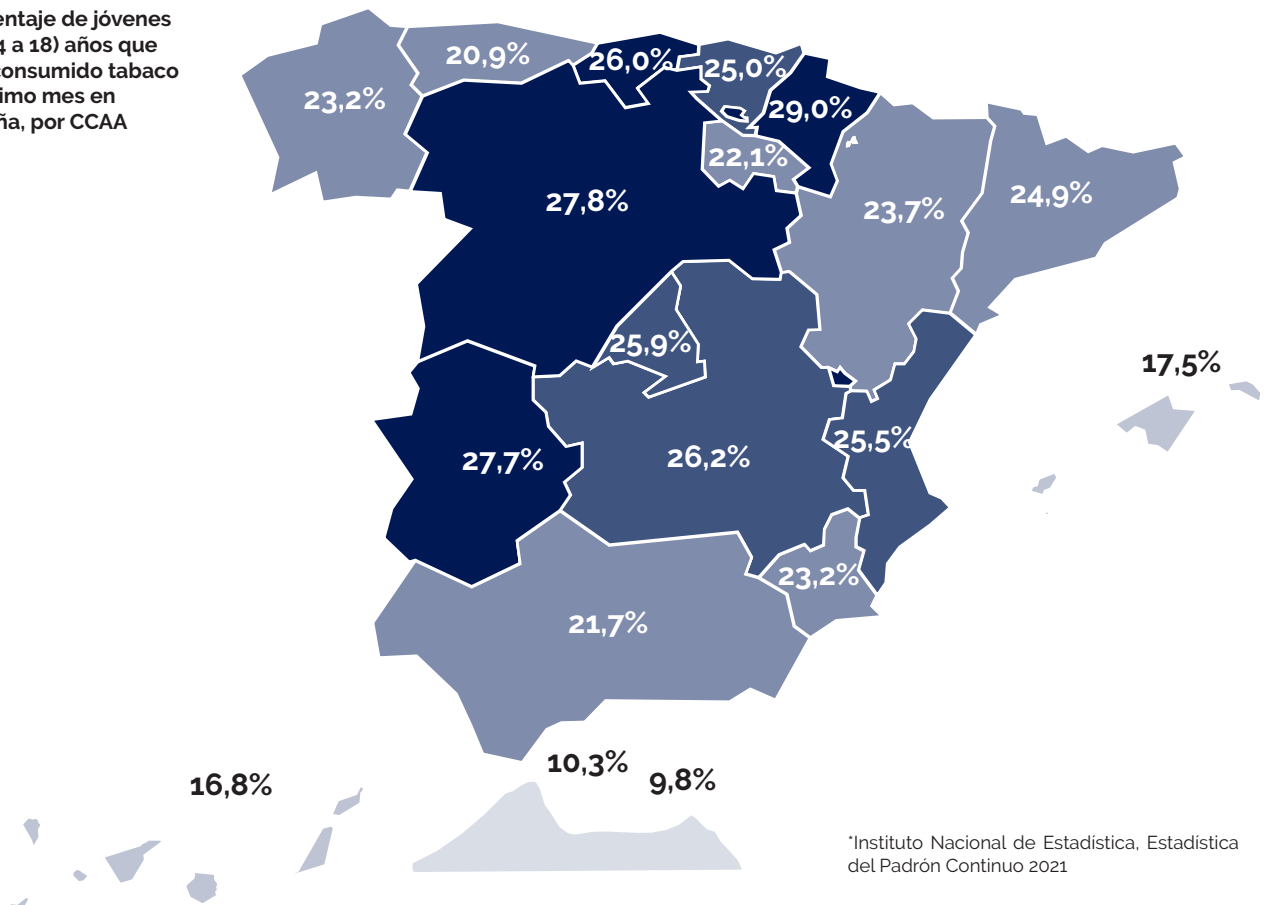 entaje de jóvenes
4 a 18) años que
consumido tabaco
imo mes en
ña, por CCAA
20,9%
26,0%
25,0%
23,2%
29,0%
22,1%
27,8%
23,7%
24,9%
25,9%
17,5%
27,7%
26,2%
25,5%
23,2%
21,7%
10,3%
9,8%
16,8%
*Instituto Nacional de Estadística, Estadística
del Padrón Continuo 2021